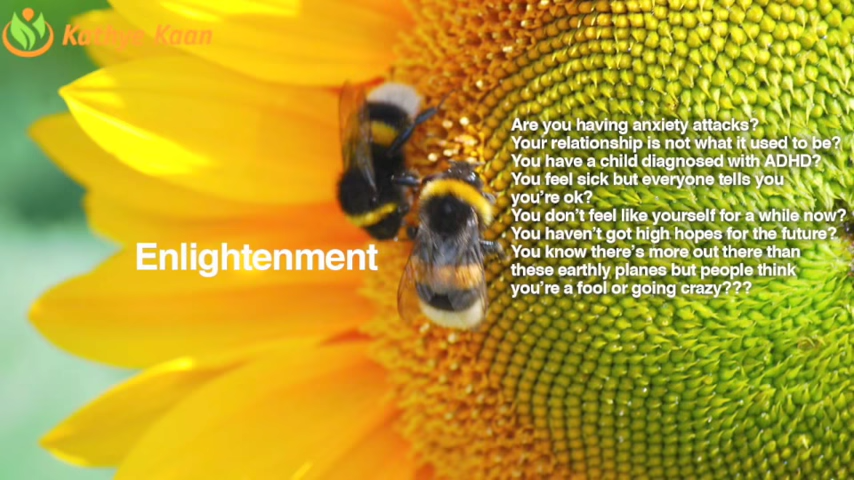 Kathye Kaan
Enlightenment
Are you having anxiety attacks?
Your relationship is not what it used to be?
You have a child diagnosed with ADHD?
You feel sick but everyone tells you
you're ok?
You don't feel like yourself for a while now?
You haven't got high hopes for the future?
You know there's more out there than
these earthly planes but people think
you're a fool or going crazy???